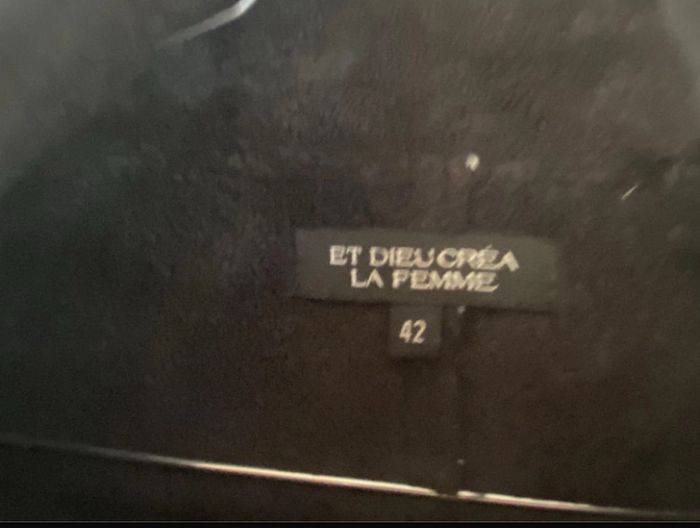 ET DIEU CRÉA
LA FEMME
42